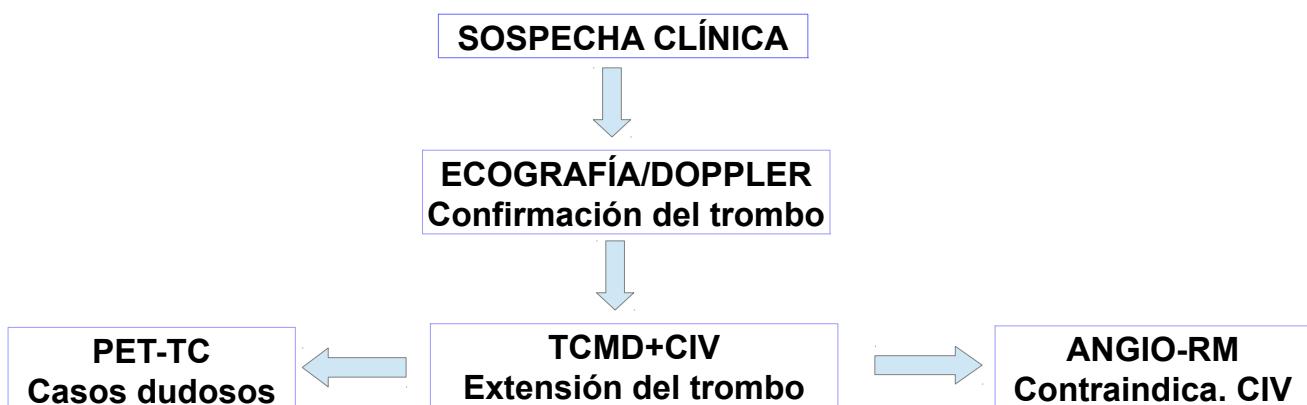 SOSPECHA CLÍNICA
ECOGRAFÍA/DOPPLER
Confirmación del trombo
PET-TC
Casos dudosos
TCMD+CIV
Extensión del trombo
ANGIO-RM
Contraindica. CIV